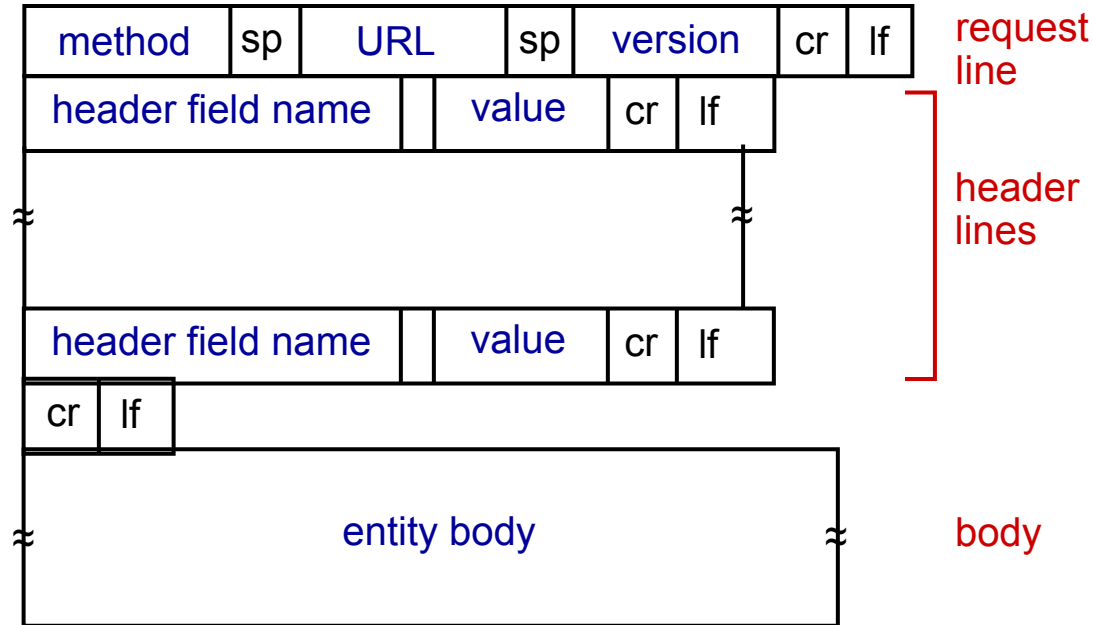 method sp URL sp version cr lf request
line
header field name value cr lf
header
lines
header field name value cr lf
cr lf
entity body body